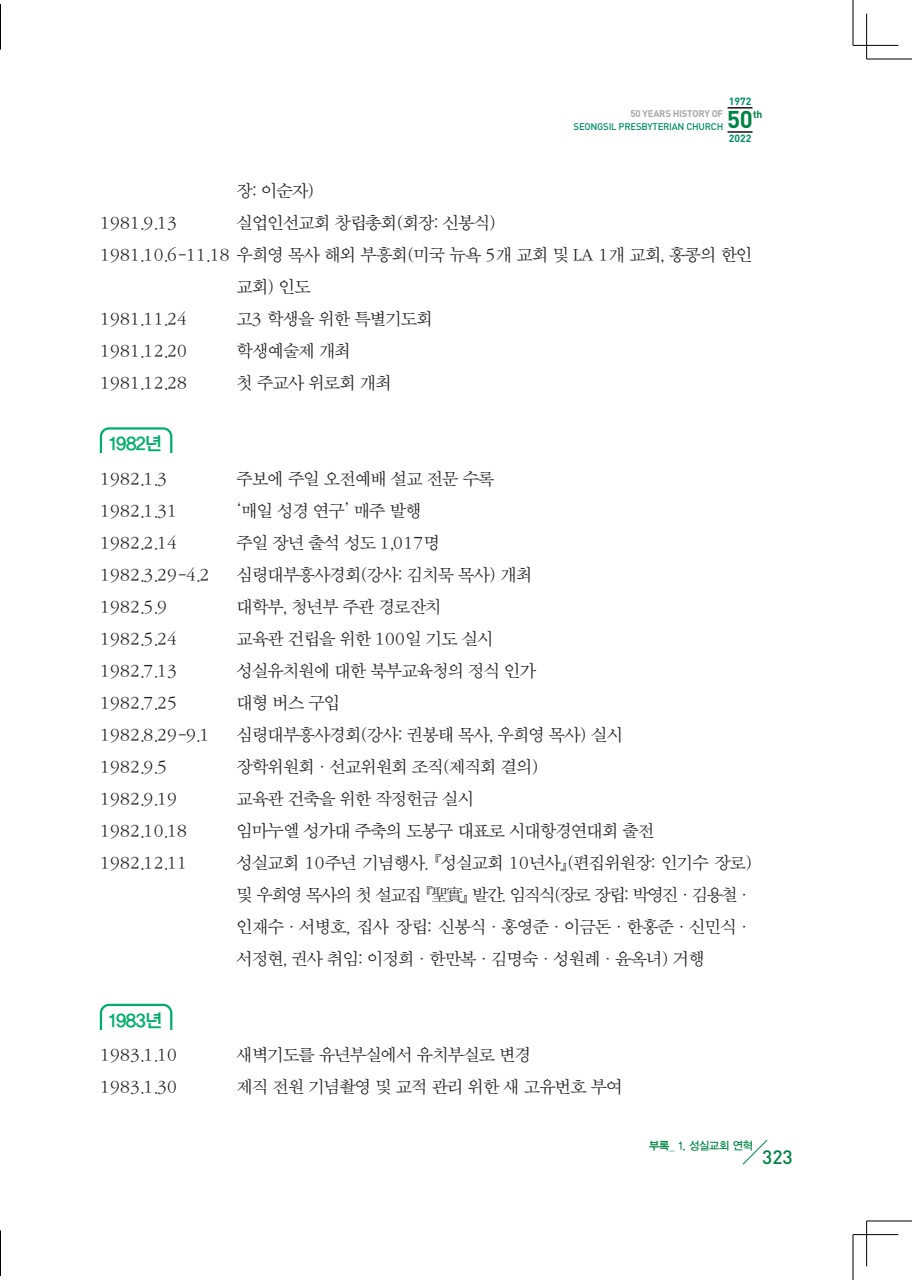 1972
50 YEARS HISTORY OF
SEONGSIL PRESBYTERIAN CHURCH
50th
2022
장: 이순자)
1981.9.13 실업인선교회 창립총회(회장: 신봉식)
1981.10.6-11.18 우희영 목사 해외 부흥회(미국 뉴욕 5개 교회 및 LA 1개 교회, 홍콩의 한인
교회) 인도
1981.11.24 고3 학생을 위한 특별기도회
1981.12.20 학생예술제 개최
1981.12.28 첫 주교사 위로회 개최
1982년
1982.1.3 주보에 주일 오전예배 설교 전문 수록
1982.1.31 ‘매일 성경 연구’ 매주 발행
1982.2.14 주일 장년 출석 성도 1,017명
1982.3.29-4.2 심령대부흥사경회(강사: 김치묵 목사) 개최
1982.5.9 대학부, 청년부 주관 경로잔치
1982.5.24 교육관 건립을 위한 100일 기도 실시
1982.7.13 성실유치원에 대한 북부교육청의 정식 인가
1982.7.25 대형 버스 구입
1982.8.29-9.1 심령대부흥사경회(강사: 권봉태 목사, 우희영 목사) 실시
1982.9.5 장학위원회 · 선교위원회 조직(제직회 결의)
1982.9.19 교육관 건축을 위한 작정헌금 실시
1982.10.18 임마누엘 성가대 주축의 도봉구 대표로 시대항경연대회 출전
1982.12.11 성실교회 10주년 기념행사. 『성실교회 10년사』(편집위원장: 인기수 장로)
및 우희영 목사의 첫 설교집 『聖實』 발간. 임직식(장로 장립: 박영진 · 김용철 ·
인재수 · 서병호, 집사 장립: 신봉식 · 홍영준 · 이금돈 · 한홍준 · 신민식 ·
서정현, 권사 취임: 이정희 · 한만복 · 김명숙 · 성원례 · 윤옥녀) 거행
1983년
1983.1.10 새벽기도를 유년부실에서 유치부실로 변경
1983.1.30 제직 전원 기념촬영 및 교적 관리 위한 새 고유번호 부여
부록_ 1. 성실교회 연혁 323